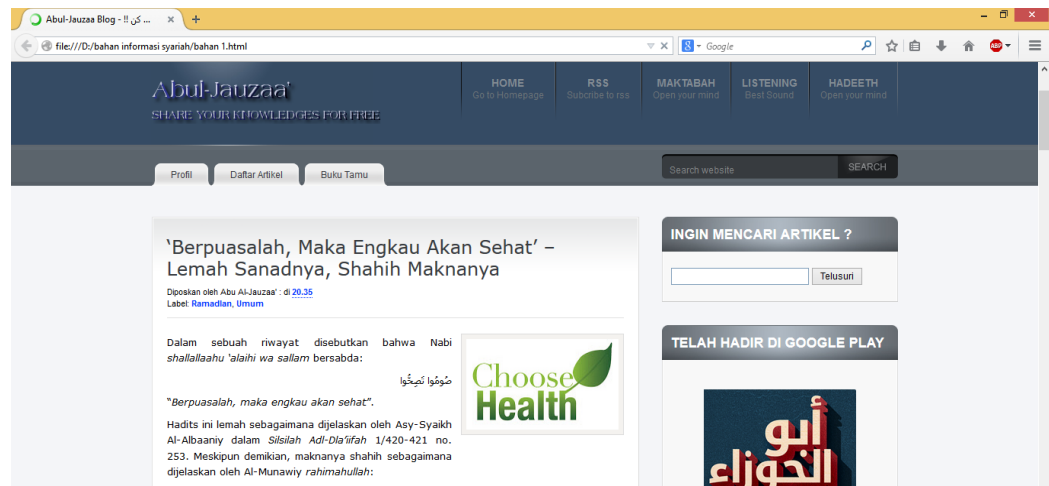 Abul-Jauzaa Blog - !! كن ...
file:///D:/bahan informasi syariah/bahan 1.html
Google
ABP
Abul-Jauzaa'
SHARE YOUR KNOWLEDGES FOR FREE
HOME
Go to Homepage
RSS
Subcribe to rss
MAKTABAH
Open your mind
LISTENING
Best Sound
HADEETH
Open your mind
Profil
Daftar Artikel
Buku Tamu
Search website
SEARCH
‘Berpuasalah, Maka Engkau Akan Sehat’ –
Lemah Sanadnya, Shahih Maknanya
Diposkan oleh Abu Al-Jauzaa' : di 20.35
Label: Ramadlan, Umum
Dalam sebuah riwayat disebutkan bahwa Nabi
shallallaahu 'alaihi wa sallam bersabda:
صُومُوا تَصِحُّوا
"Berpuasalah, maka engkau akan sehat".
Hadits ini lemah sebagaimana dijelaskan oleh Asy-Syaikh
Al-Albaaniy dalam Silsilah Adl-Dla'iifah 1/420-421 no.
253. Meskipun demikian, maknanya shahih sebagaimana
dijelaskan oleh Al-Munawiy rahimahullah:
Choose
Health
INGIN MENCARI ARTIKEL ?
Telusuri
TELAH HADIR DI GOOGLE PLAY
أبو
الجوزاء